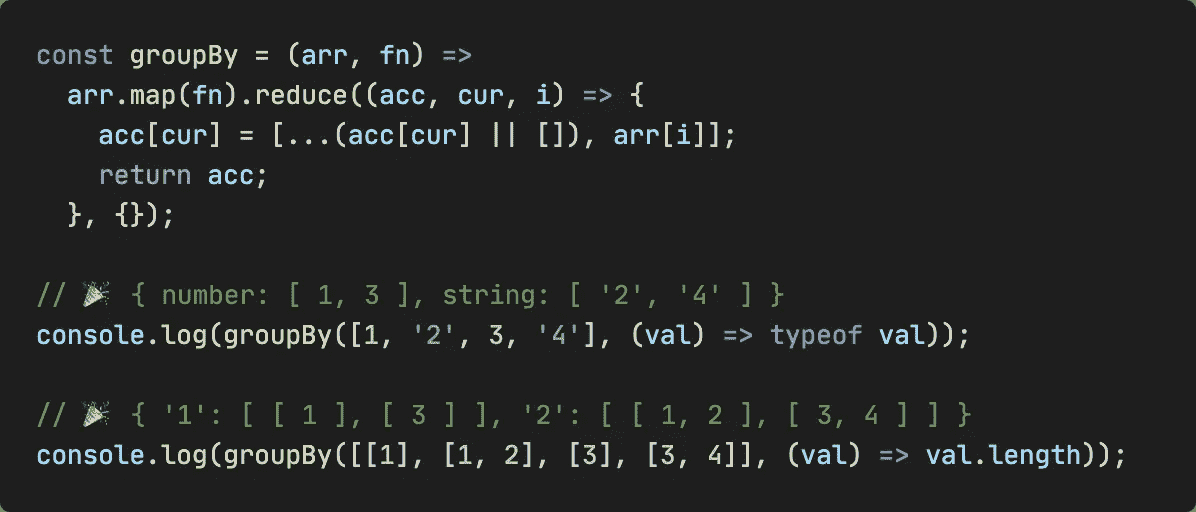 const groupBy = (arr, fn) =>
  arr.map(fn).reduce((acc, cur, i) => {
    acc[cur] = [...(acc[cur] || []), arr[i]];
    return acc;
  }, {});

// 🎉 { number: [ 1, 3 ], string: [ '2', '4' ] }
console.log(groupBy([1, '2', 3, '4'], (val) => typeof val));

// 🎉 { '1': [ [ 1 ], [ 3 ] ], '2': [ [ 1, 2 ], [ 3, 4 ] ] }
console.log(groupBy([[1], [1, 2], [3], [3, 4]], (val) => val.length));